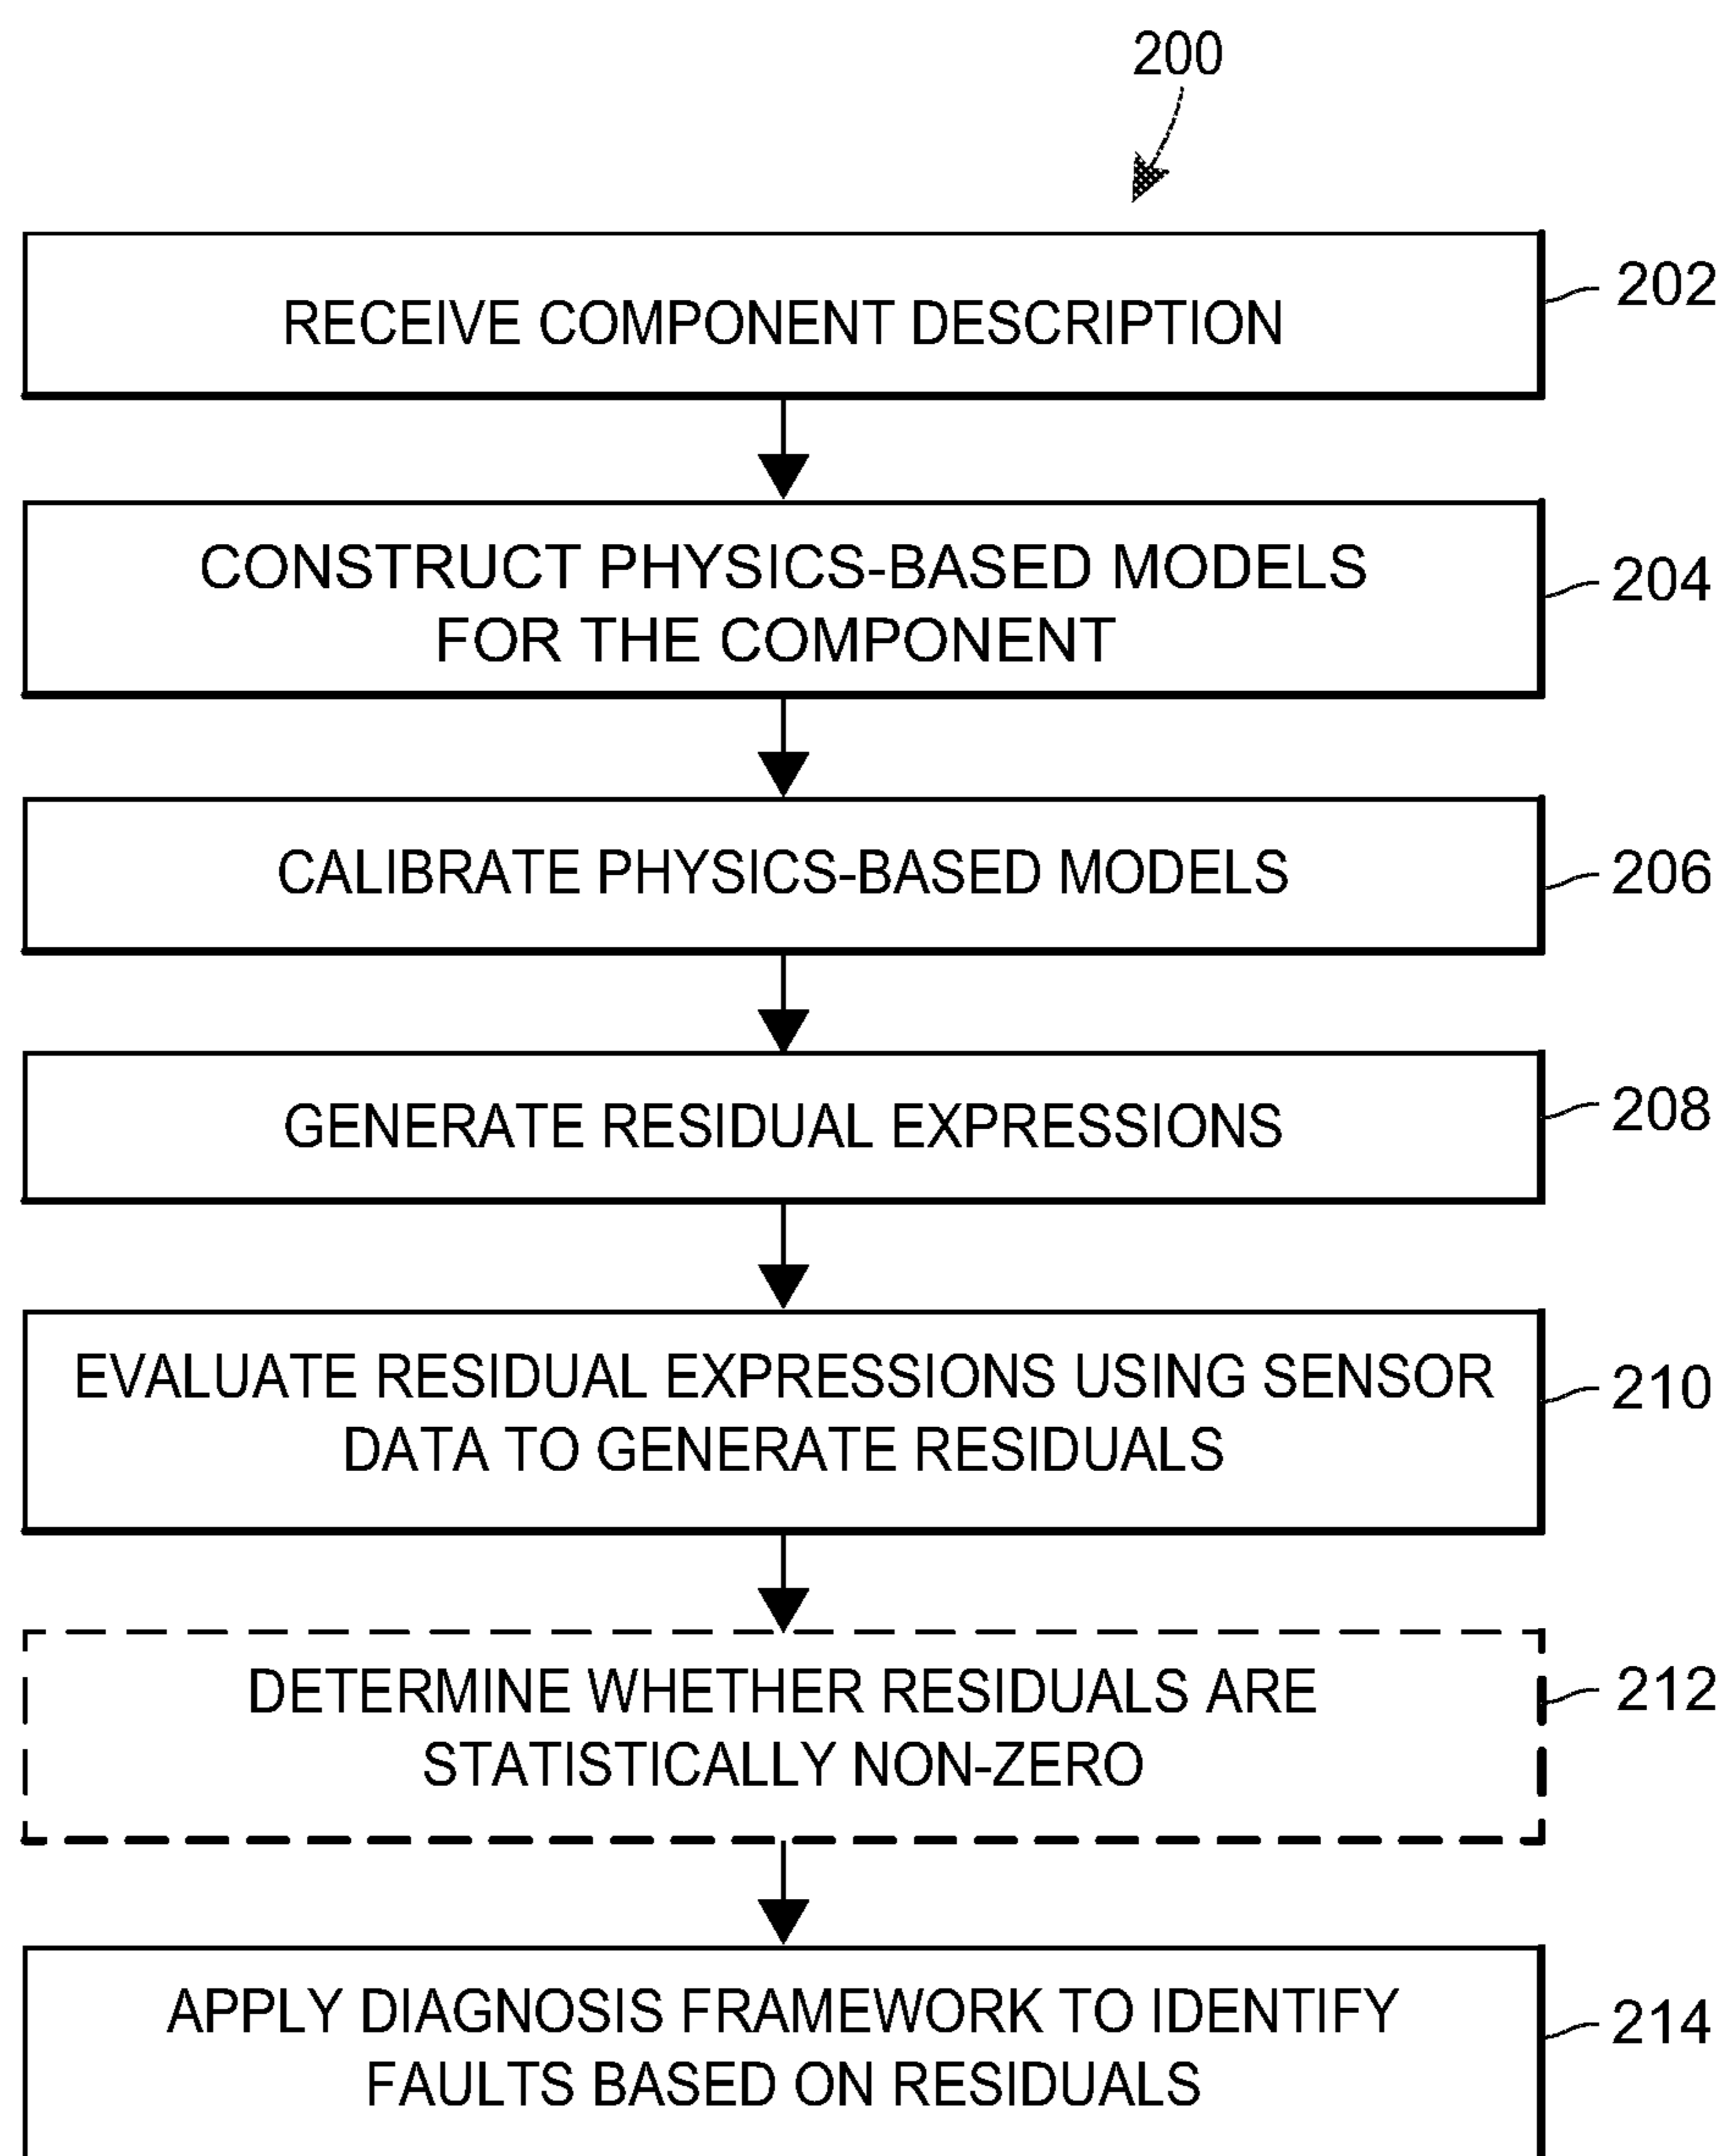 200
RECEIVE COMPONENT DESCRIPTION
202
CONSTRUCT PHYSICS-BASED MODELS
FOR THE COMPONENT
204
CALIBRATE PHYSICS-BASED MODELS
206
GENERATE RESIDUAL EXPRESSIONS
208
EVALUATE RESIDUAL EXPRESSIONS USING SENSOR
DATA TO GENERATE RESIDUALS
210
DETERMINE WHETHER RESIDUALS ARE
STATISTICALLY NON-ZERO
212
APPLY DIAGNOSIS FRAMEWORK TO IDENTIFY
FAULTS BASED ON RESIDUALS
214